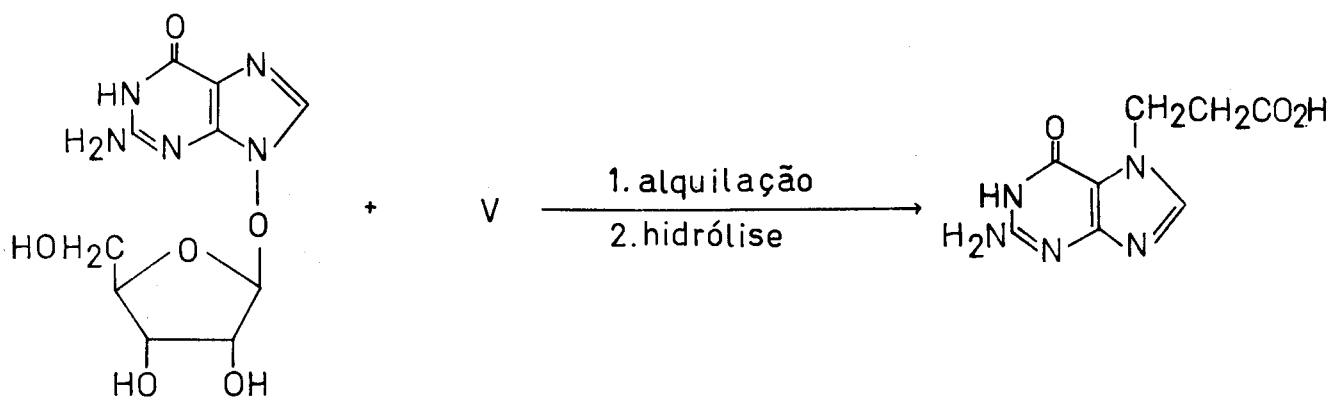 O
HN
N
H2N
N
N
O
HOH2C
O
HO
OH
+
V
1. alquilação
2. hidrólise
CH2CH2CO2H
O
N
HN
H2N
N
N